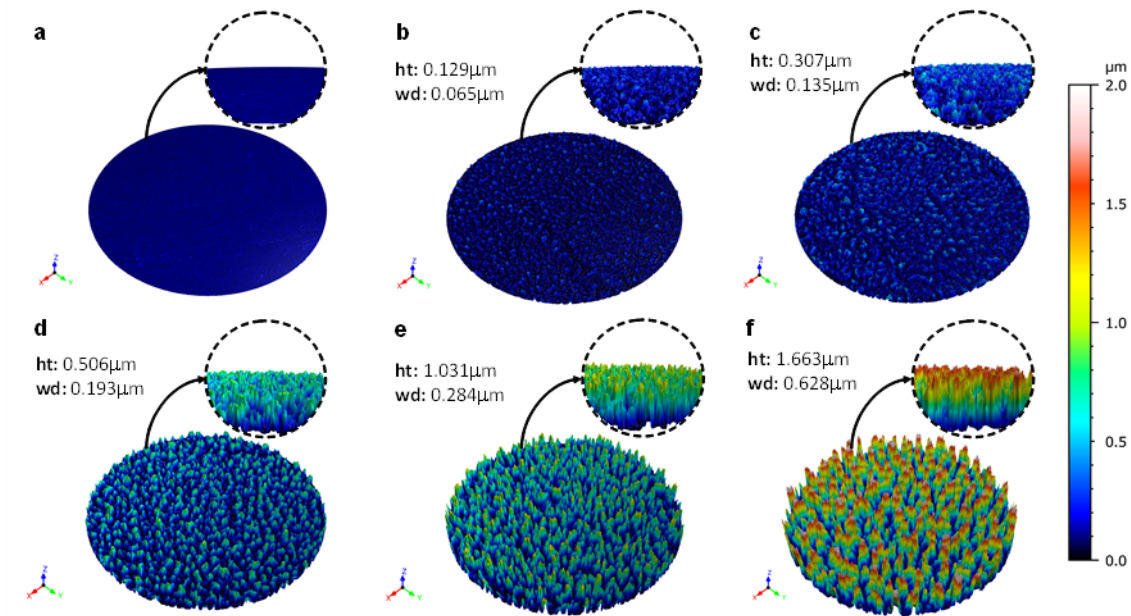 a
b
ht: 0.129μm
wd: 0.065μm
c
ht: 0.307μm
wd: 0.135μm
μm
2.0
1.5
1.0
0.5
0.0
Z
X
Y
Z
X
Y
Z
X
Y
d
ht: 0.506μm
wd: 0.193μm
e
ht: 1.031μm
wd: 0.284μm
f
ht: 1.663μm
wd: 0.628μm
Z
X
Y
Z
X
Y
Z
X
Y